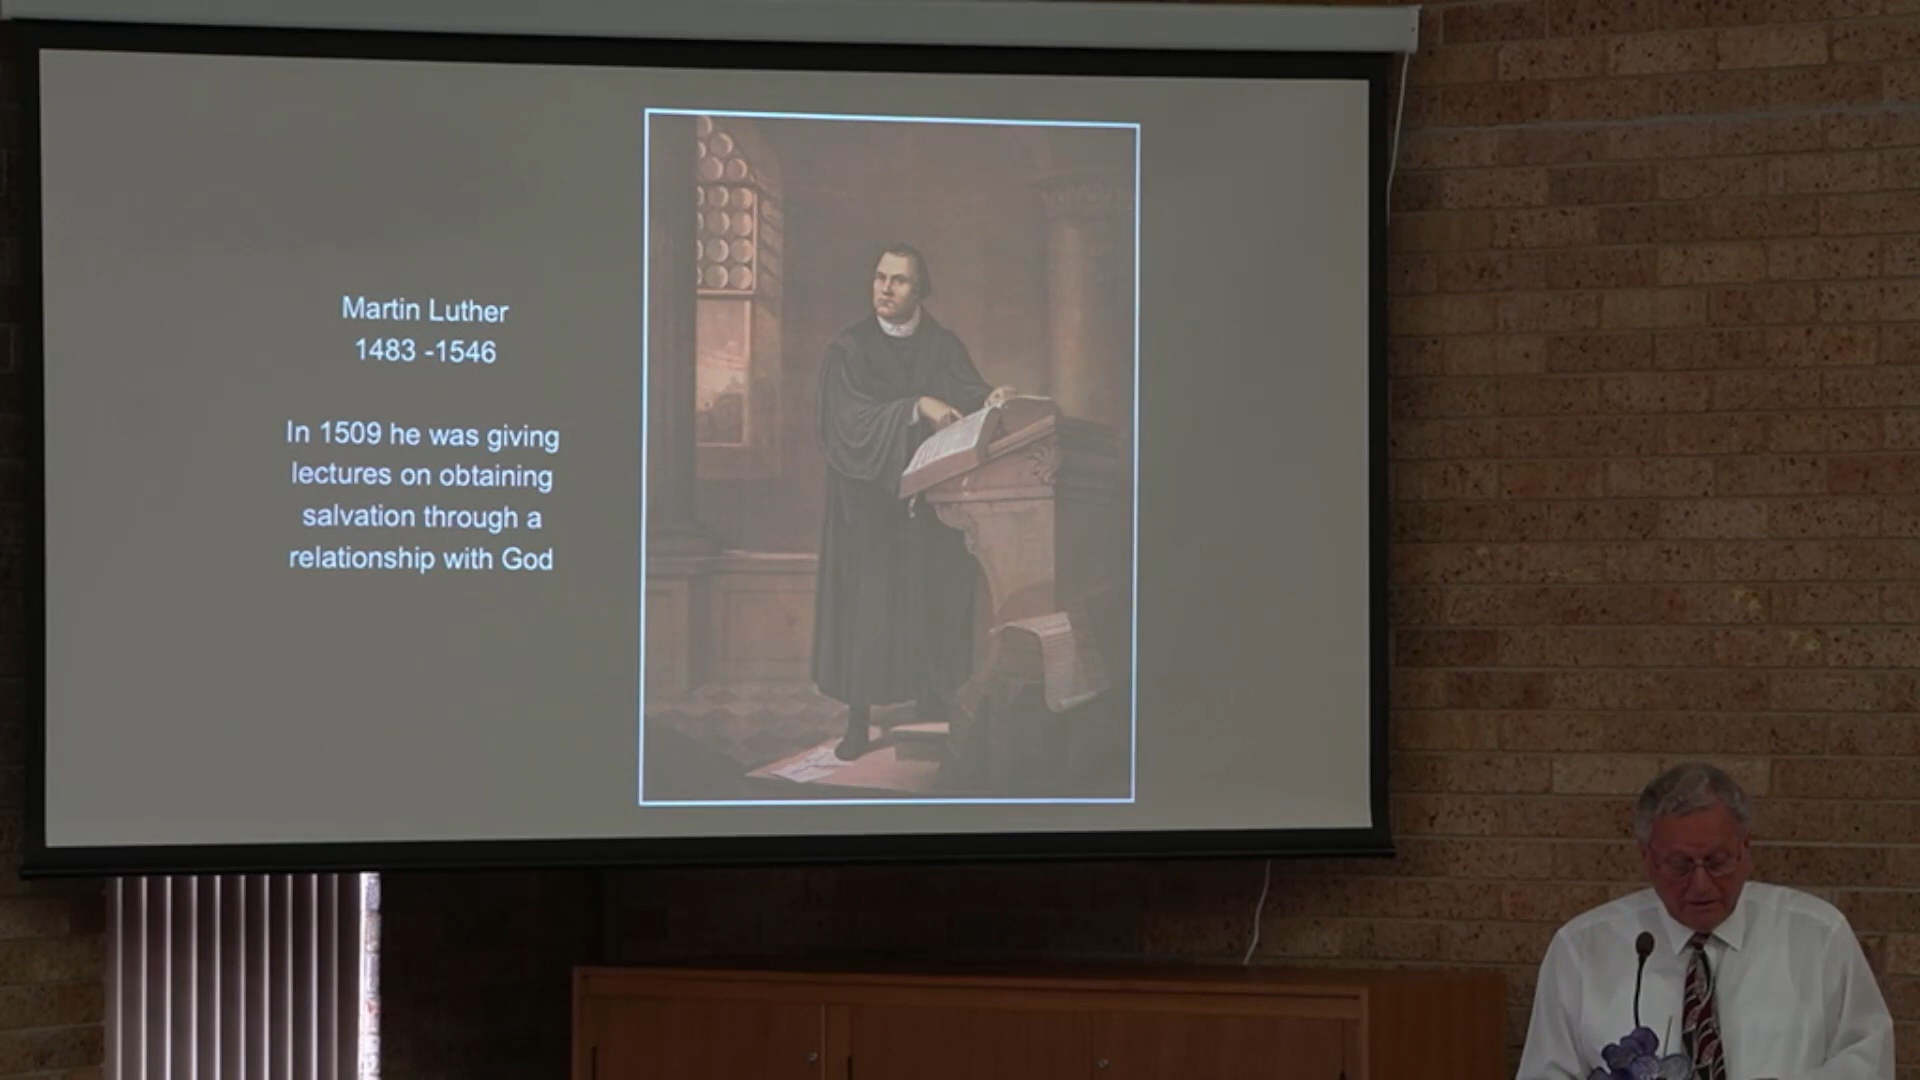 Martin Luther
1483 -1546
In 1509 he was giving
lectures on obtaining
salvation through a
relationship with God